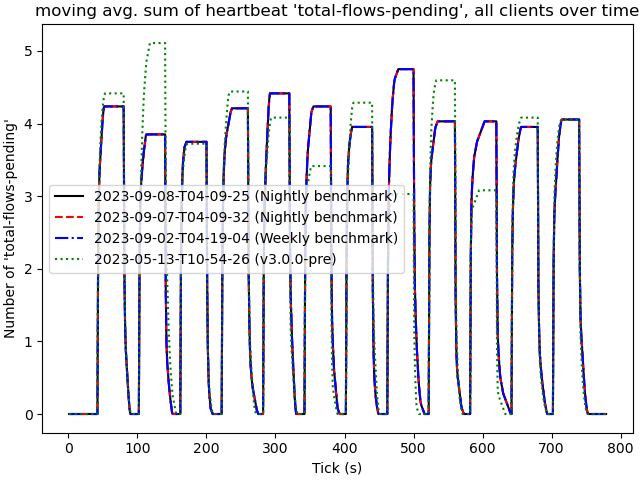 moving avg. sum of heartbeat 'total-flows-pending', all clients over time
Number of 'total-flows-pending'
5
4
3
2
1
0
2023-09-08-T04-09-25 (Nightly benchmark)
2023-09-07-T04-09-32 (Nightly benchmark)
2023-09-02-T04-19-04 (Weekly benchmark)
2023-05-13-T10-54-26 (v3.0.0-pre)
0 100 200 300 400 500 600 700 800
Tick (s)